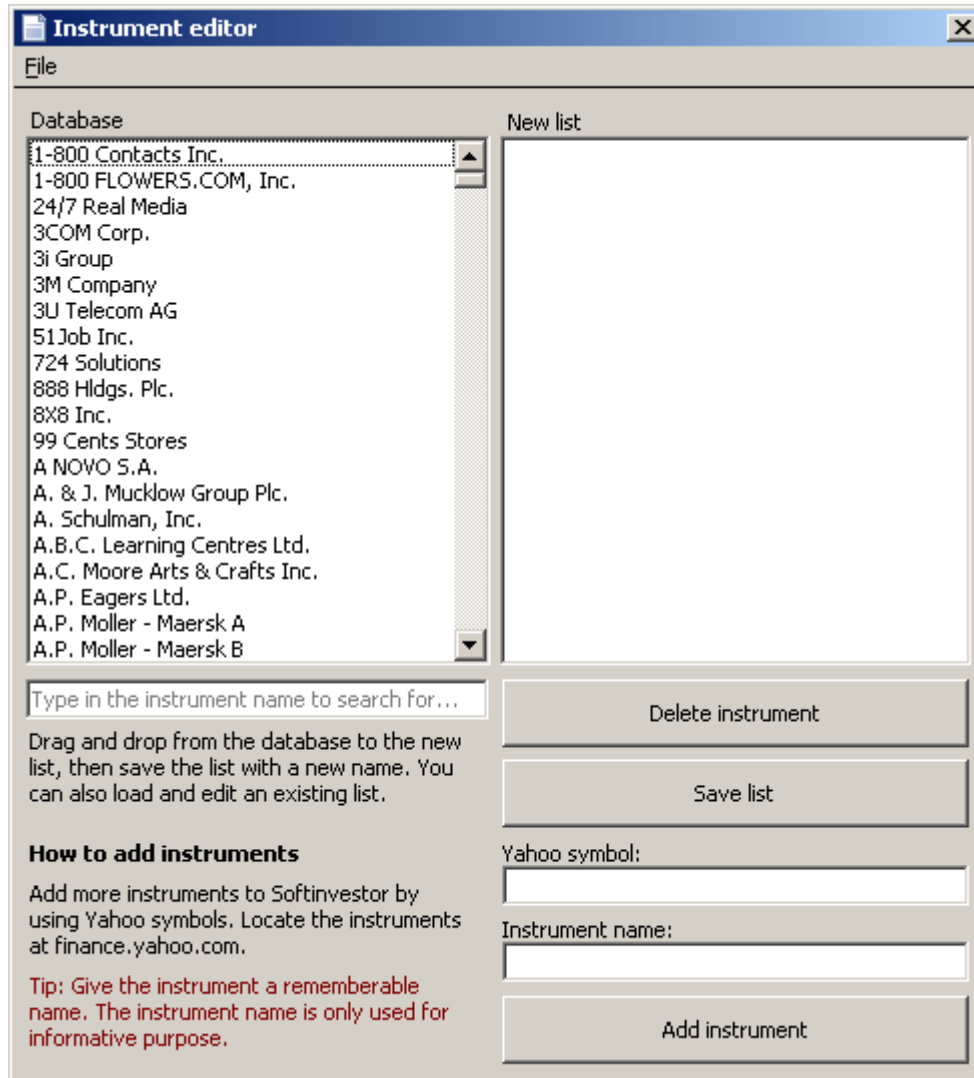 Instrument editor
File
Database
1-800 Contacts Inc.
1-800 FLOWERS.COM, Inc.
24/7 Real Media
3COM Corp.
3i Group
3M Company
3U Telecom AG
51Job Inc.
724 Solutions
888 Hldgs. Plc.
8X8 Inc.
99 Cents Stores
A NOVO S.A.
A. & J. Mucklow Group Plc.
A. Schulman, Inc.
A.B.C. Learning Centres Ltd.
A.C. Moore Arts & Crafts Inc.
A.P. Eagers Ltd.
A.P. Moller - Maersk A
A.P. Moller - Maersk B
Type in the instrument name to search for...
Drag and drop from the database to the new
list, then save the list with a new name. You
can also load and edit an existing list.
How to add instruments
Add more instruments to Softinvestor by
using Yahoo symbols. Locate the instruments
at finance.yahoo.com.
Tip: Give the instrument a rememberable
name. The instrument name is only used for
informative purpose.
New list
Delete instrument
Save list
Yahoo symbol:
Instrument name:
Add instrument